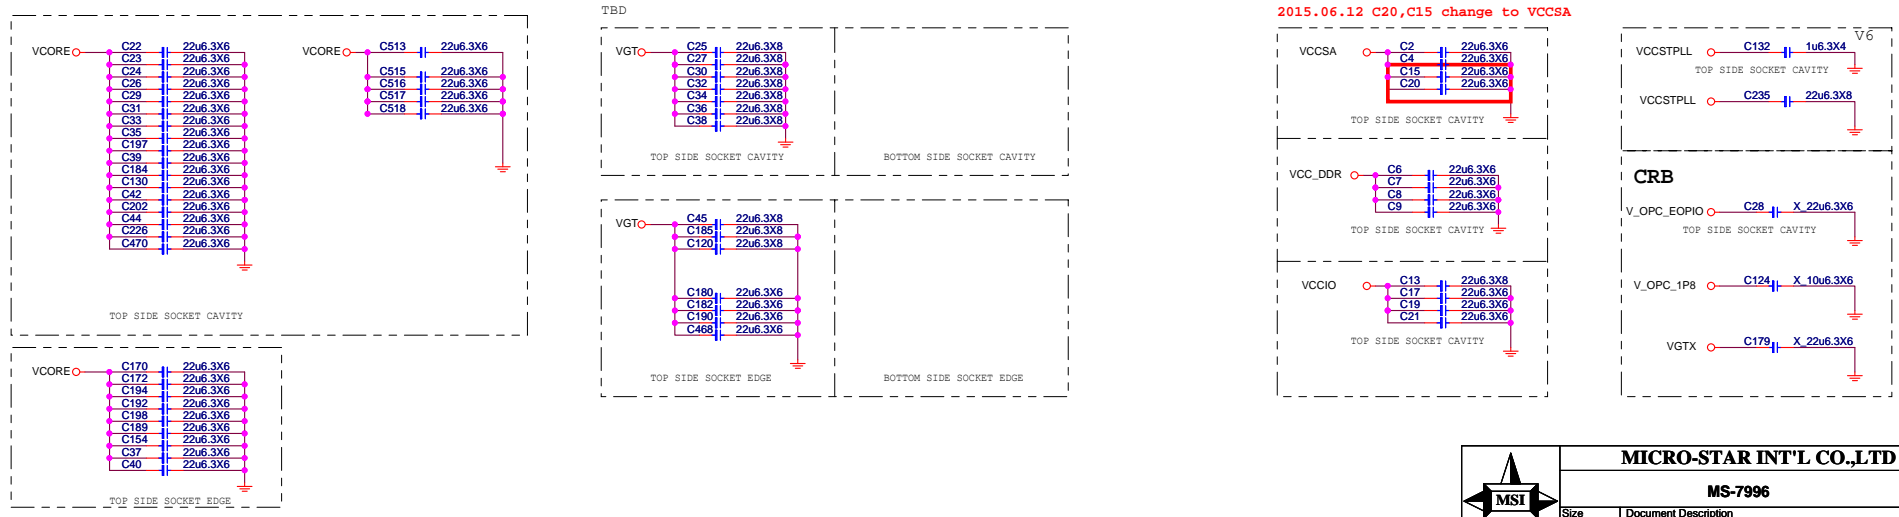 TBD
2015.06.12 C20,C15 change to VCCSA
VCORE
C22 22u6.3X6
C23 22u6.3X6
C24 22u6.3X6
C26 22u6.3X6
C29 22u6.3X6
C31 22u6.3X6
C33 22u6.3X6
C35 22u6.3X6
C197 22u6.3X6
C39 22u6.3X6
C184 22u6.3X6
C130 22u6.3X6
C42 22u6.3X6
C202 22u6.3X6
C44 22u6.3X6
C226 22u6.3X6
C470 22u6.3X6
VCORE
C513 22u6.3X6
C515 22u6.3X6
C516 22u6.3X6
C517 22u6.3X6
C518 22u6.3X6
TOP SIDE SOCKET CAVITY
VCORE
C170 22u6.3X6
C172 22u6.3X6
C194 22u6.3X6
C192 22u6.3X6
C198 22u6.3X6
C189 22u6.3X6
C154 22u6.3X6
C37 22u6.3X6
C40 22u6.3X6
TOP SIDE SOCKET EDGE
VGT
C25 22u6.3X8
C27 22u6.3X8
C30 22u6.3X8
C32 22u6.3X8
C34 22u6.3X8
C36 22u6.3X8
C38 22u6.3X8
TOP SIDE SOCKET CAVITY
BOTTOM SIDE SOCKET CAVITY
VGT
C45 22u6.3X8
C185 22u6.3X8
C120 22u6.3X8
C180 22u6.3X6
C182 22u6.3X6
C190 22u6.3X6
C468 22u6.3X6
TOP SIDE SOCKET EDGE
BOTTOM SIDE SOCKET EDGE
VCCSA
C2 22u6.3X6
C4 22u6.3X6
C15 22u6.3X6
C20 22u6.3X6
TOP SIDE SOCKET CAVITY
VCC_DDR
C6 22u6.3X6
C7 22u6.3X6
C8 22u6.3X6
C9 22u6.3X6
TOP SIDE SOCKET CAVITY
VCCIO
C13 22u6.3X8
C17 22u6.3X6
C19 22u6.3X6
C21 22u6.3X6
TOP SIDE SOCKET CAVITY
V6
VCCSTPLL C132 1u6.3X4
TOP SIDE SOCKET CAVITY
VCCSTPLL C235 22u6.3X8
CRB
V_OPC_EOPIO C28 X_22u6.3X6
TOP SIDE SOCKET CAVITY
V_OPC_1P8 C124 X_10u6.3X6
VGTX C179 X_22u6.3X6
MSI
MICRO-STAR INT'L CO.,LTD
MS-7996
Size Document Description